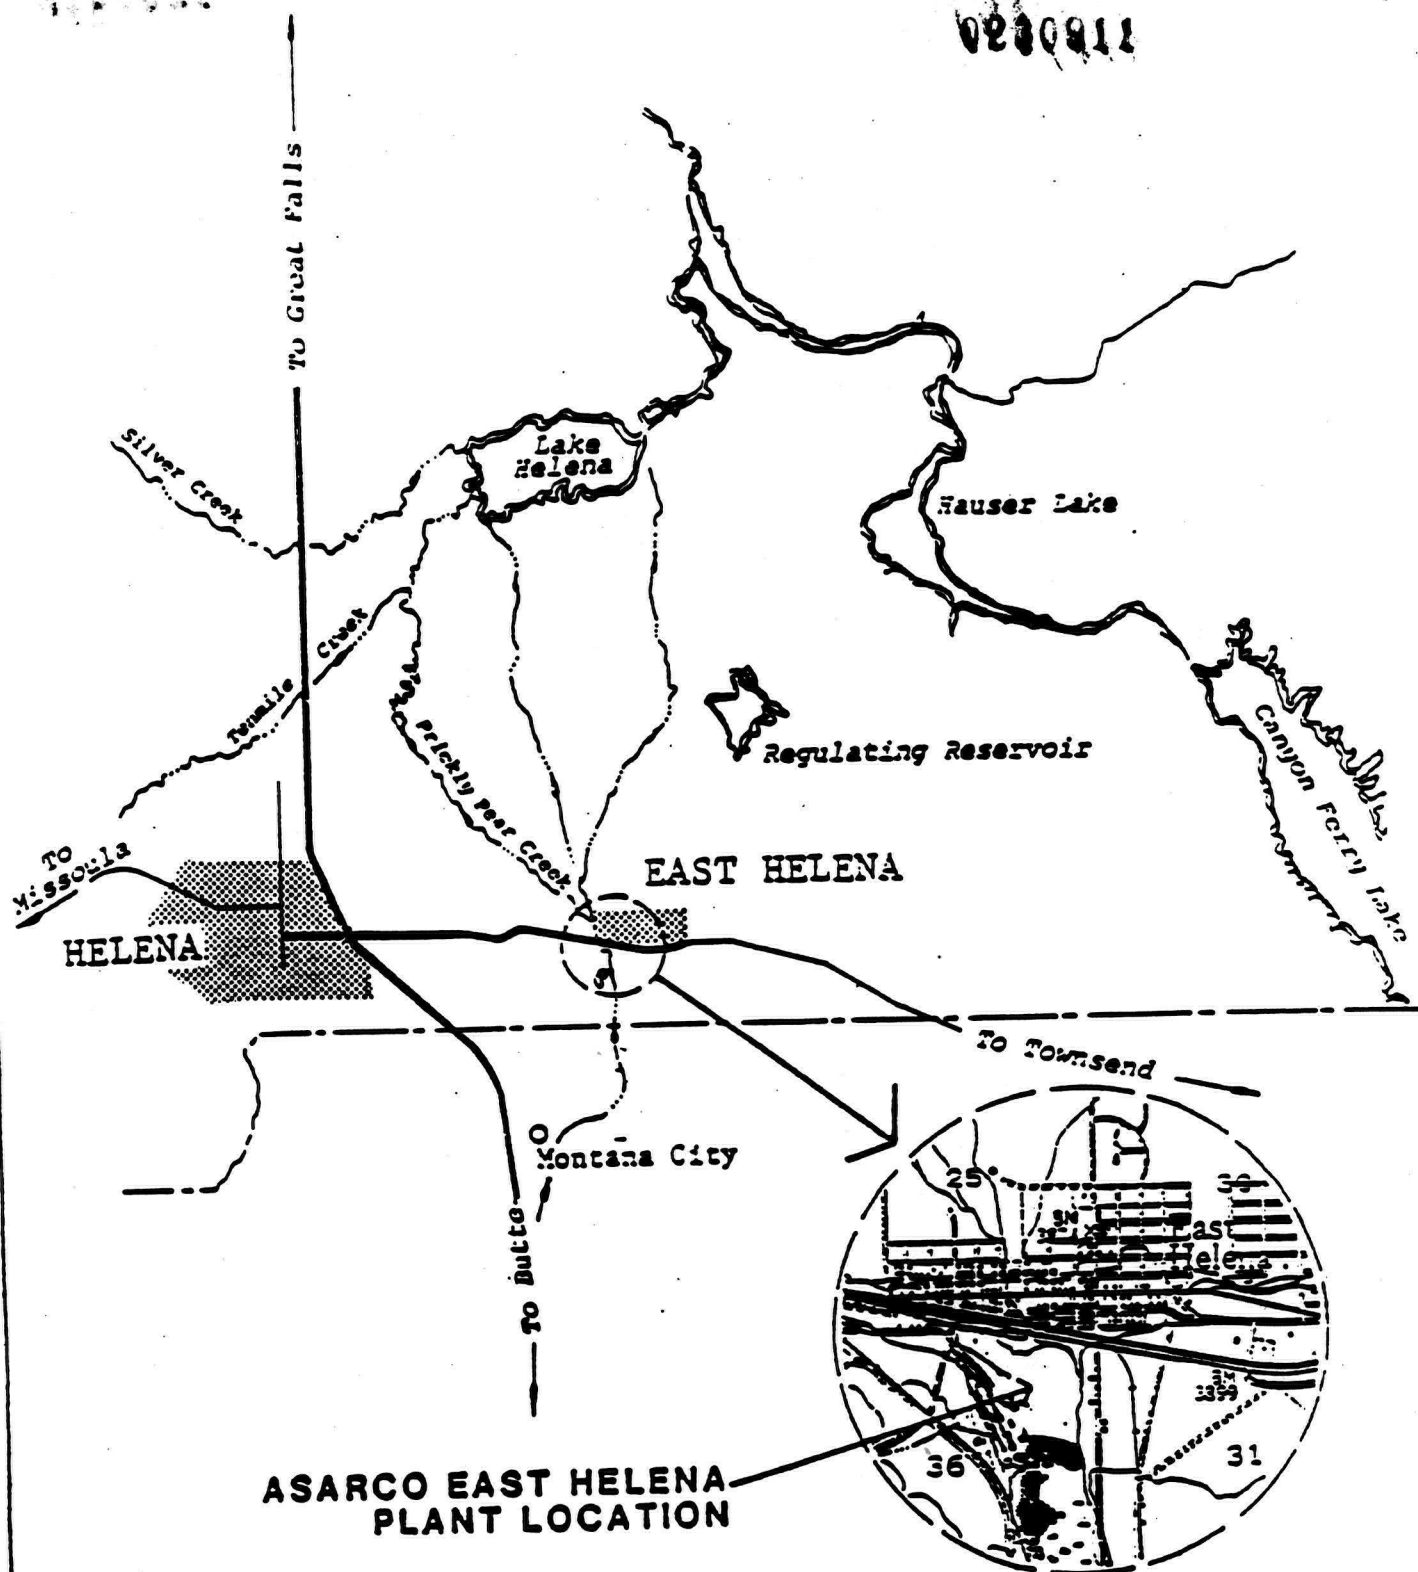 To Great Falls
Silver Creek
Lake
Helena
Hauser Lake
Tenmile Creek
Prickly Pear Creek
Regulating Reservoir
Canyon Ferry Lake
To
Missoula
EAST HELENA
HELENA
To Townsend
Montana City
To Butte
25
East
Helena
36
31
ASARCO EAST HELENA
PLANT LOCATION